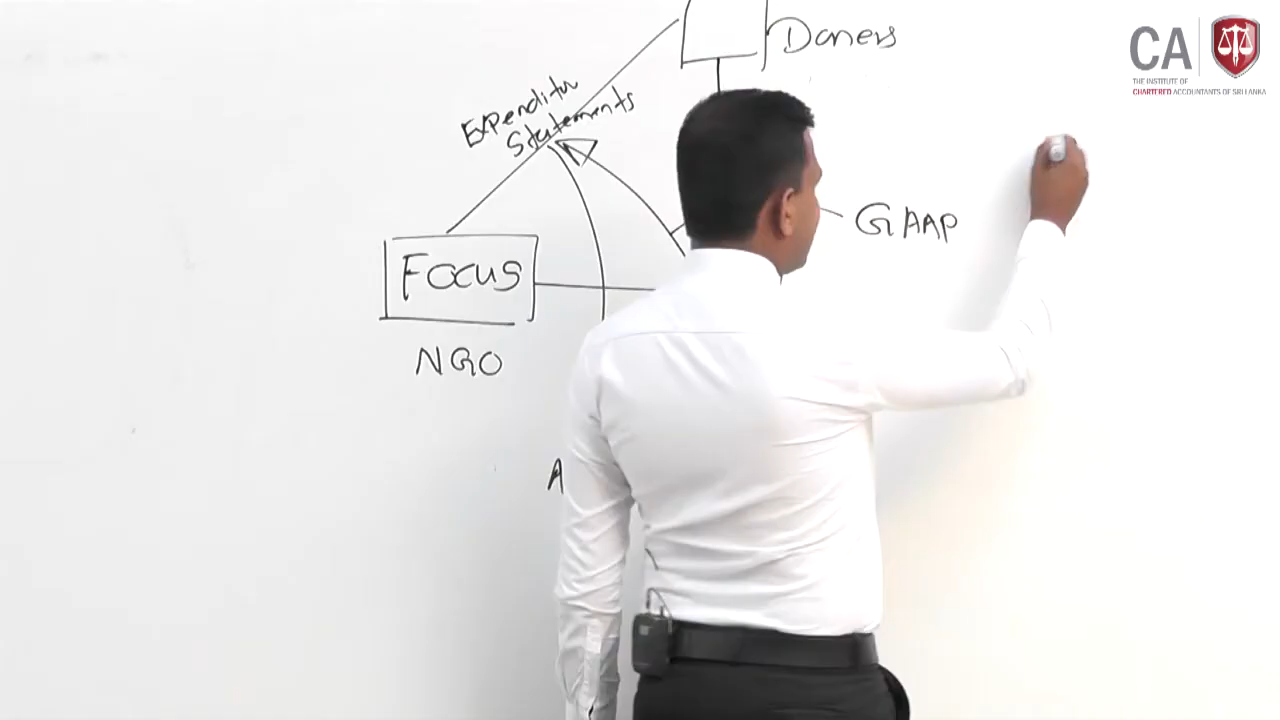 Doners
CA
THE INSTITUTE OF
CHARTERED ACCOUNTANTS OF SRI LANKA
Expenditu
Statements
GAAP
Focus
NGO
A